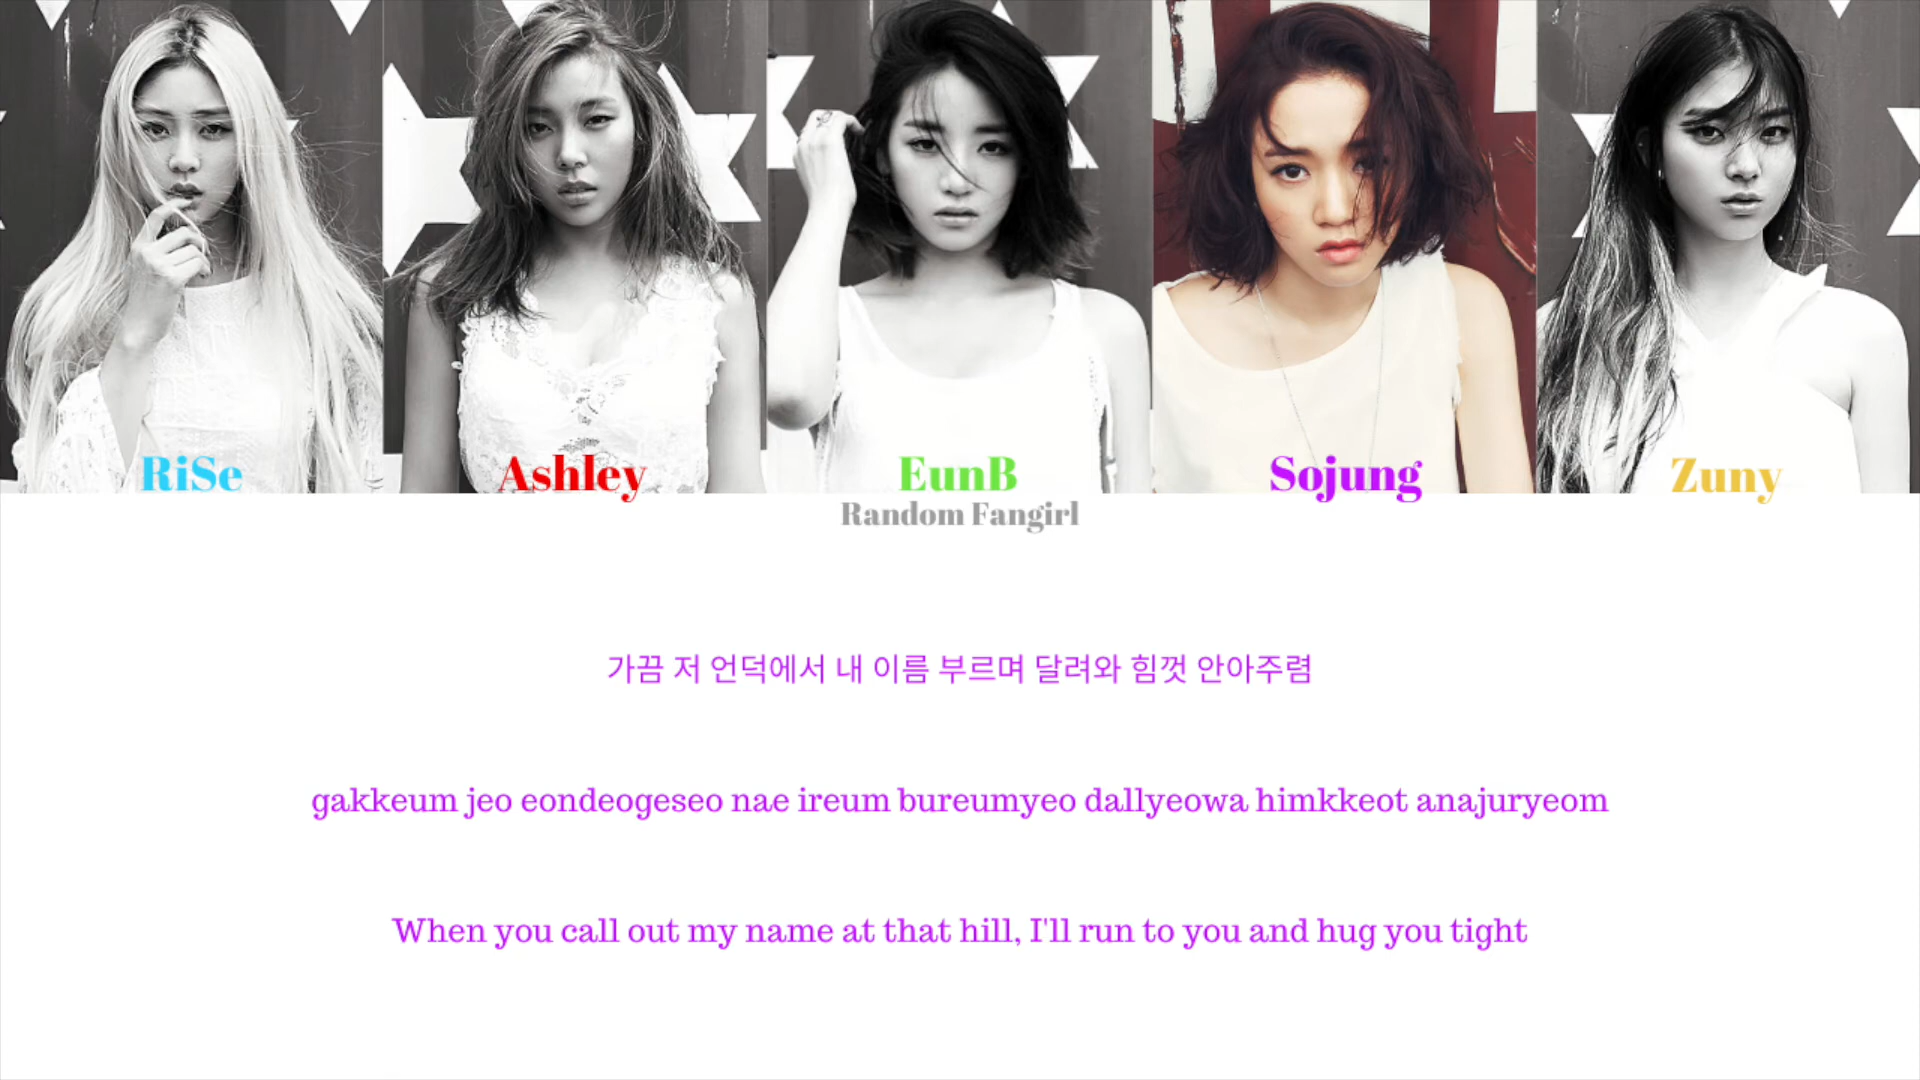 RiSe
Ashley
EunB
Sojung
Zuny
Random Fangirl
가끔 저 언덕에서 내 이름 부르며 달려와 힘껏 안아주렴
gakkeum jeo eondeogeseo nae ireum bureumyeo dallyeowa himkkeot anajuryeom
When you call out my name at that hill, I'll run to you and hug you tight